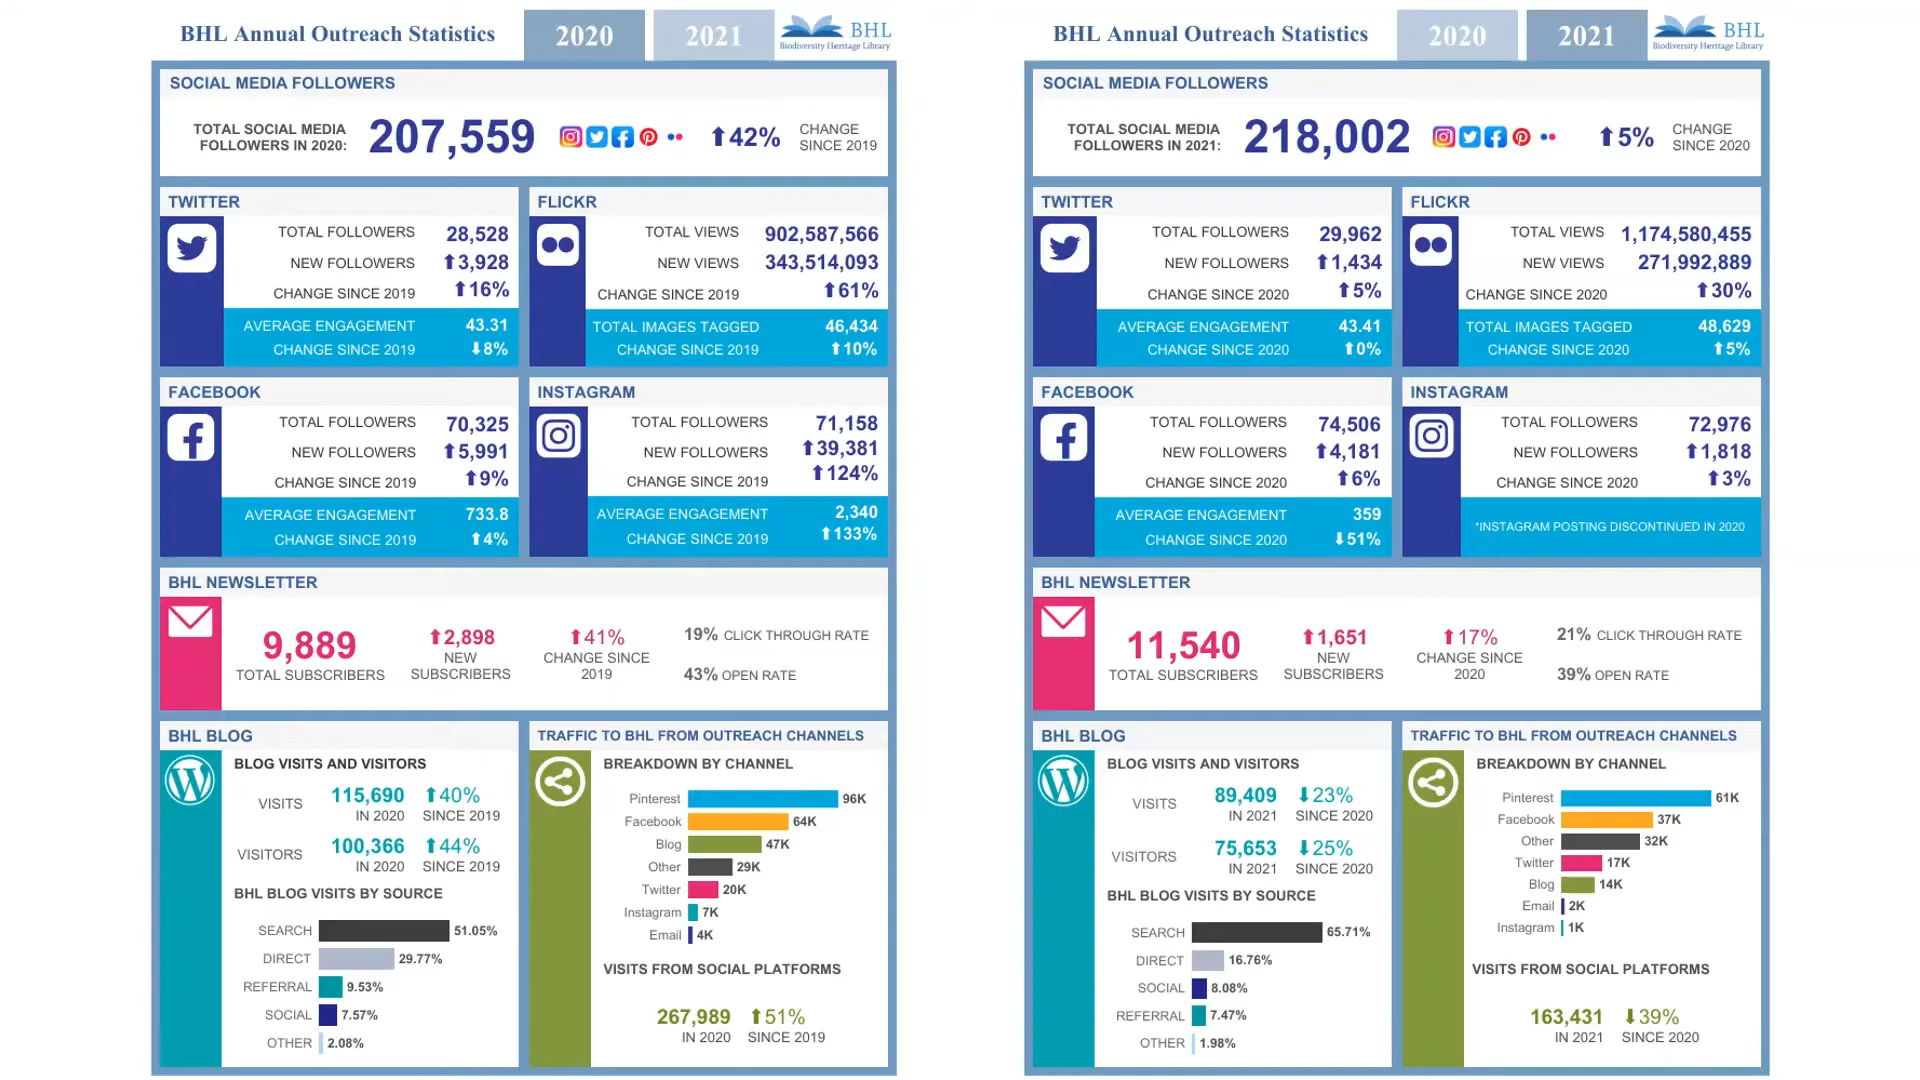 BHL Annual Outreach Statistics
2020
2021
BHL
Biodiversity Heritage Library
SOCIAL MEDIA FOLLOWERS
TOTAL SOCIAL MEDIA
FOLLOWERS IN 2020:
207,559
⬆42%
CHANGE
SINCE 2019
TWITTER
TOTAL FOLLOWERS 28,528
NEW FOLLOWERS ⬆3,928
CHANGE SINCE 2019 ⬆16%
AVERAGE ENGAGEMENT 43.31
CHANGE SINCE 2019 ⬇8%
FLICKR
TOTAL VIEWS 902,587,566
NEW VIEWS 343,514,093
CHANGE SINCE 2019 ⬆61%
TOTAL IMAGES TAGGED 46,434
CHANGE SINCE 2019 ⬆10%
FACEBOOK
TOTAL FOLLOWERS 70,325
NEW FOLLOWERS ⬆5,991
CHANGE SINCE 2019 ⬆9%
AVERAGE ENGAGEMENT 733.8
CHANGE SINCE 2019 ⬆4%
INSTAGRAM
TOTAL FOLLOWERS 71,158
NEW FOLLOWERS ⬆39,381
CHANGE SINCE 2019 ⬆124%
AVERAGE ENGAGEMENT 2,340
CHANGE SINCE 2019 ⬆133%
BHL NEWSLETTER
9,889
TOTAL SUBSCRIBERS
⬆2,898
NEW
SUBSCRIBERS
⬆41%
CHANGE SINCE
2019
19% CLICK THROUGH RATE
43% OPEN RATE
BHL BLOG
BLOG VISITS AND VISITORS
VISITS 115,690 ⬆40%
IN 2020 SINCE 2019
VISITORS 100,366 ⬆44%
IN 2020 SINCE 2019
BHL BLOG VISITS BY SOURCE
SEARCH 51.05%
DIRECT 29.77%
REFERRAL 9.53%
SOCIAL 7.57%
OTHER 2.08%
TRAFFIC TO BHL FROM OUTREACH CHANNELS
BREAKDOWN BY CHANNEL
Pinterest 96K
Facebook 64K
Blog 47K
Other 29K
Twitter 20K
Instagram 7K
Email 4K
VISITS FROM SOCIAL PLATFORMS
267,989 ⬆51%
IN 2020 SINCE 2019
BHL Annual Outreach Statistics
2020
2021
BHL
Biodiversity Heritage Library
SOCIAL MEDIA FOLLOWERS
TOTAL SOCIAL MEDIA
FOLLOWERS IN 2021:
218,002
⬆5%
CHANGE
SINCE 2020
TWITTER
TOTAL FOLLOWERS 29,962
NEW FOLLOWERS ⬆1,434
CHANGE SINCE 2020 ⬆5%
AVERAGE ENGAGEMENT 43.41
CHANGE SINCE 2020 ⬆0%
FLICKR
TOTAL VIEWS 1,174,580,455
NEW VIEWS 271,992,889
CHANGE SINCE 2020 ⬆30%
TOTAL IMAGES TAGGED 48,629
CHANGE SINCE 2020 ⬆5%
FACEBOOK
TOTAL FOLLOWERS 74,506
NEW FOLLOWERS ⬆4,181
CHANGE SINCE 2020 ⬆6%
AVERAGE ENGAGEMENT 359
CHANGE SINCE 2020 ⬇51%
INSTAGRAM
TOTAL FOLLOWERS 72,976
NEW FOLLOWERS ⬆1,818
CHANGE SINCE 2020 ⬆3%
*INSTAGRAM POSTING DISCONTINUED IN 2020
BHL NEWSLETTER
11,540
TOTAL SUBSCRIBERS
⬆1,651
NEW
SUBSCRIBERS
⬆17%
CHANGE SINCE
2020
21% CLICK THROUGH RATE
39% OPEN RATE
BHL BLOG
BLOG VISITS AND VISITORS
VISITS 89,409 ⬇23%
IN 2021 SINCE 2020
VISITORS 75,653 ⬇25%
IN 2021 SINCE 2020
BHL BLOG VISITS BY SOURCE
SEARCH 65.71%
DIRECT 16.76%
SOCIAL 8.08%
REFERRAL 7.47%
OTHER 1.98%
TRAFFIC TO BHL FROM OUTREACH CHANNELS
BREAKDOWN BY CHANNEL
Pinterest 61K
Facebook 37K
Other 32K
Twitter 17K
Blog 14K
Email 2K
Instagram 1K
VISITS FROM SOCIAL PLATFORMS
163,431 ⬇39%
IN 2021 SINCE 2020